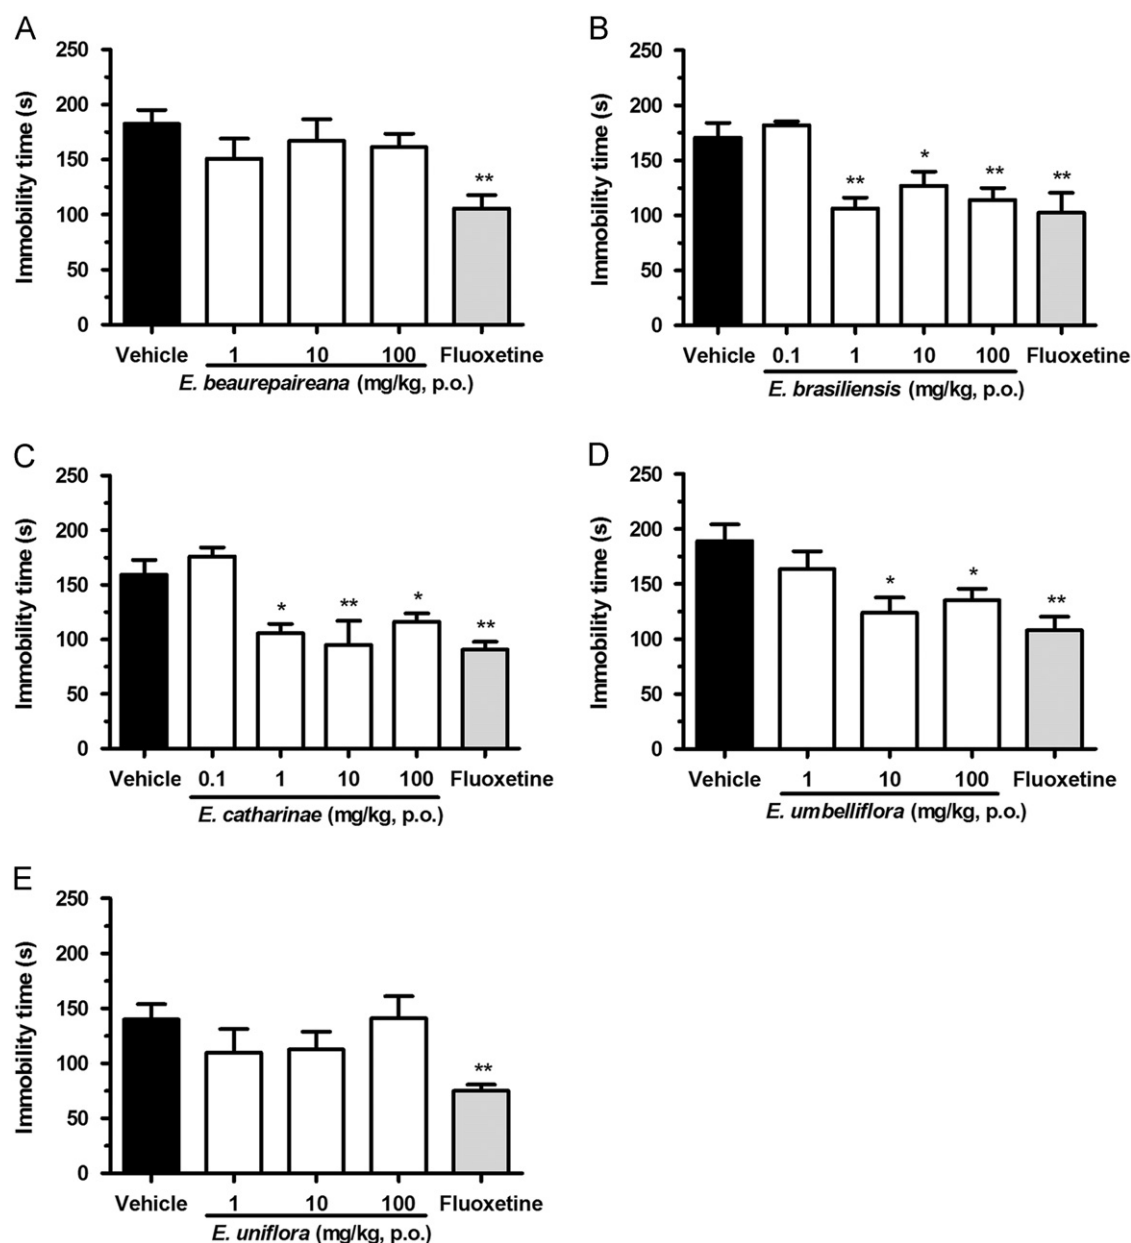 A
Immobility time (s)
250
200
150
100
50
0
**
Vehicle 1 10 100 Fluoxetine
E. beaurepaireana (mg/kg, p.o.)
B
Immobility time (s)
250
200
150
100
50
0
** * ** **
Vehicle 0.1 1 10 100 Fluoxetine
E. brasiliensis (mg/kg, p.o.)
C
Immobility time (s)
250
200
150
100
50
0
* ** * **
Vehicle 0.1 1 10 100 Fluoxetine
E. catharinae (mg/kg, p.o.)
D
Immobility time (s)
250
200
150
100
50
0
* * **
Vehicle 1 10 100 Fluoxetine
E. umbelliflora (mg/kg, p.o.)
E
Immobility time (s)
250
200
150
100
50
0
**
Vehicle 1 10 100 Fluoxetine
E. uniflora (mg/kg, p.o.)